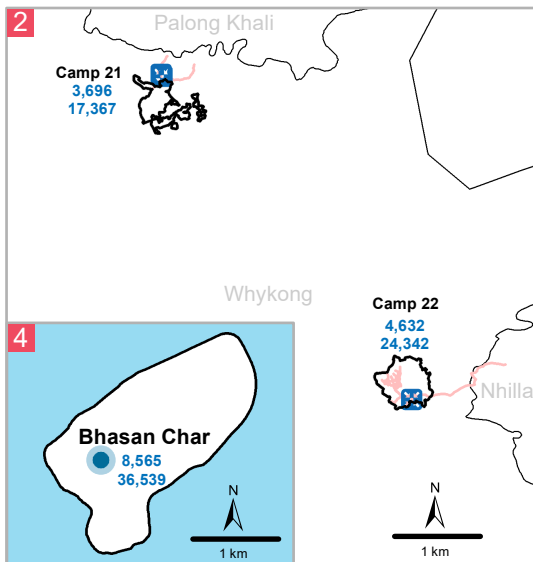 2
Palong Khali
Camp 21
3,696
17,367
Whykong
Camp 22
4,632
24,342
Nhilla
4
Bhasan Char
8,565
36,539
N
1 km
N
1 km